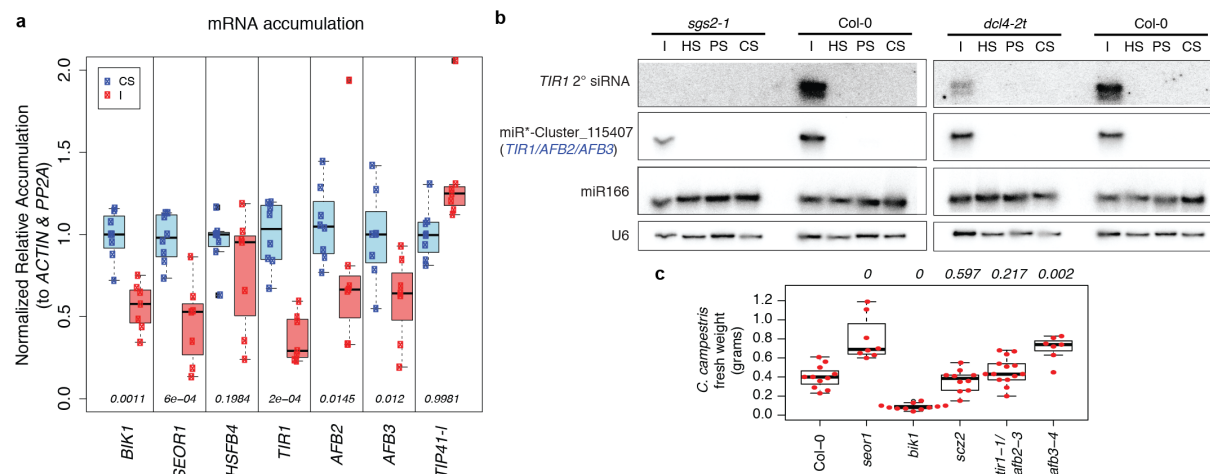 a
mRNA accumulation
Normalized Relative Accumulation
(to ACTIN & PP2A)
2.0
1.5
1.0
0.5
0.0
CS
I
0.0011 6e−04 0.1984 2e−04 0.0145 0.012 0.9981
BIK1 SEOR1 HSFB4 TIR1 AFB2 AFB3 TIP41-l
b
sgs2-1 Col-0 dcl4-2t Col-0
I HS PS CS I HS PS CS I HS PS CS I HS PS CS
TIR1 2° siRNA
miR*-Cluster_115407
(TIR1/AFB2/AFB3)
miR166
U6
c
0 0 0.597 0.217 0.002
C. campestris
fresh weight
(grams)
1.2
1.0
0.8
0.6
0.4
0.2
0.0
Col−0 seor1 bik1 scz2 tir1-1/
afb2−3 afb3−4